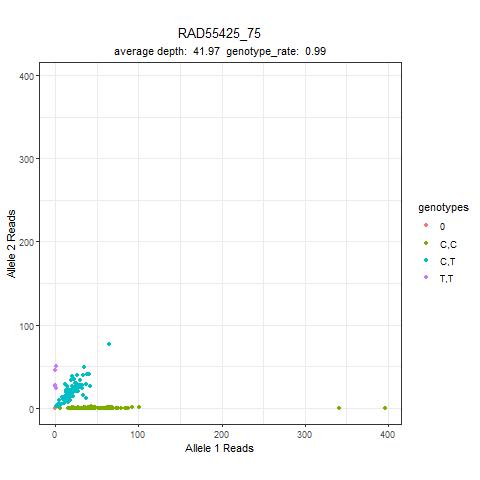 RAD55425_75
average depth: 41.97 genotype_rate: 0.99
400
300
200
100
0
Allele 2 Reads
0 100 200 300 400
Allele 1 Reads
genotypes
0
C,C
C,T
T,T